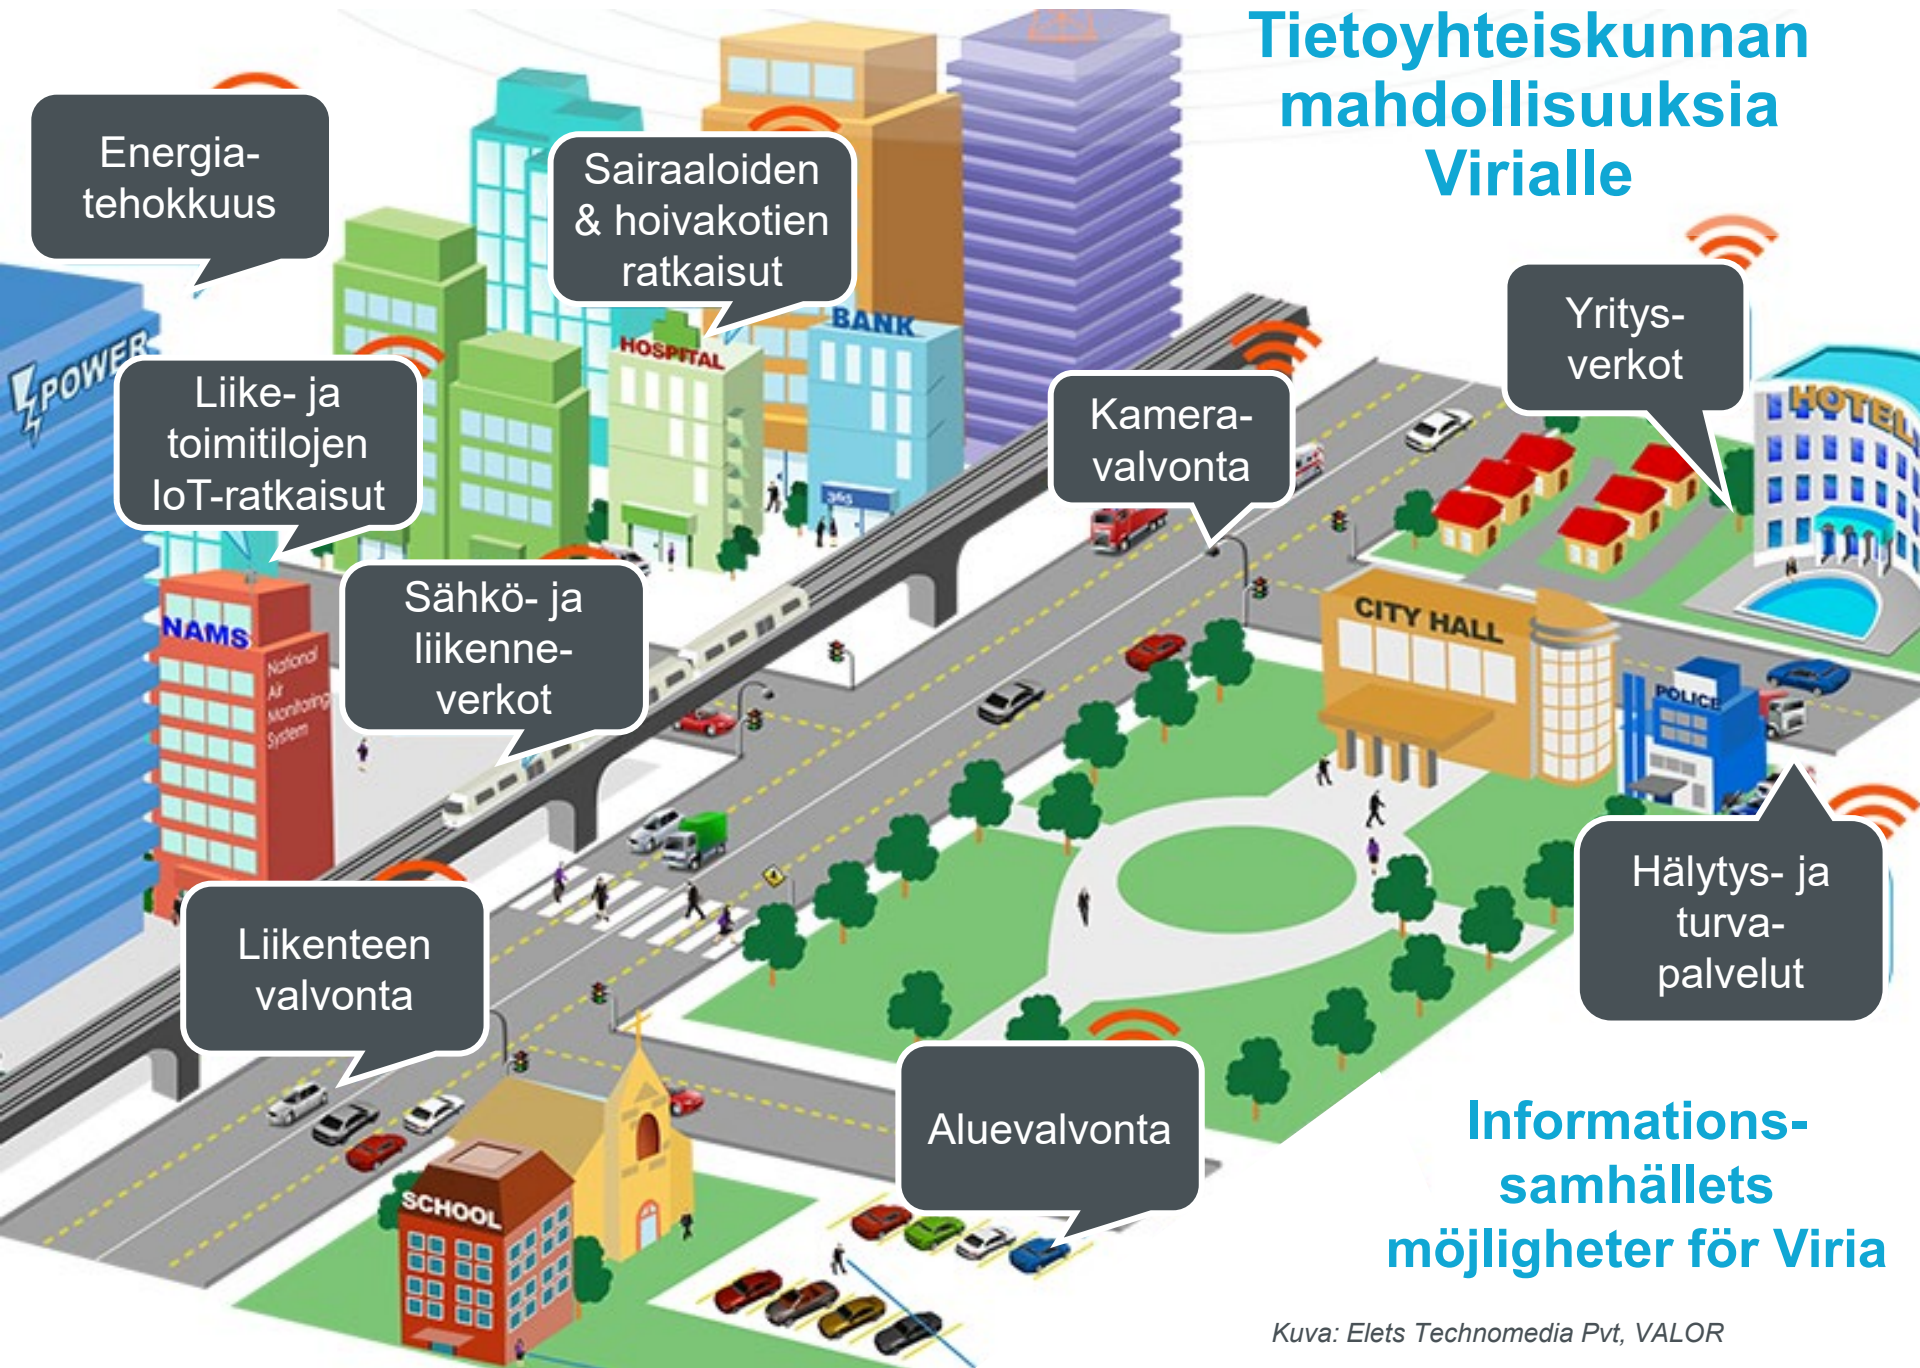 Tietoyhteiskunnan
mahdollisuuksia
Virialle
Energia-
tehokkuus
Sairaaloiden
& hoivakotien
ratkaisut
Yritys-
verkot
BANK
HOSPITAL
POWER
Liike- ja
toimitilojen
IoT-ratkaisut
Kamera-
valvonta
HOTEL
365
Sähkö- ja
liikenne-
verkot
NAMS
National
Air
Monitoring
System
CITY HALL
POLICE
Hälytys- ja
turva-
palvelut
Liikenteen
valvonta
Aluevalvonta
SCHOOL
Informations-
samhällets
möjligheter för Viria
Kuva: Elets Technomedia Pvt, VALOR